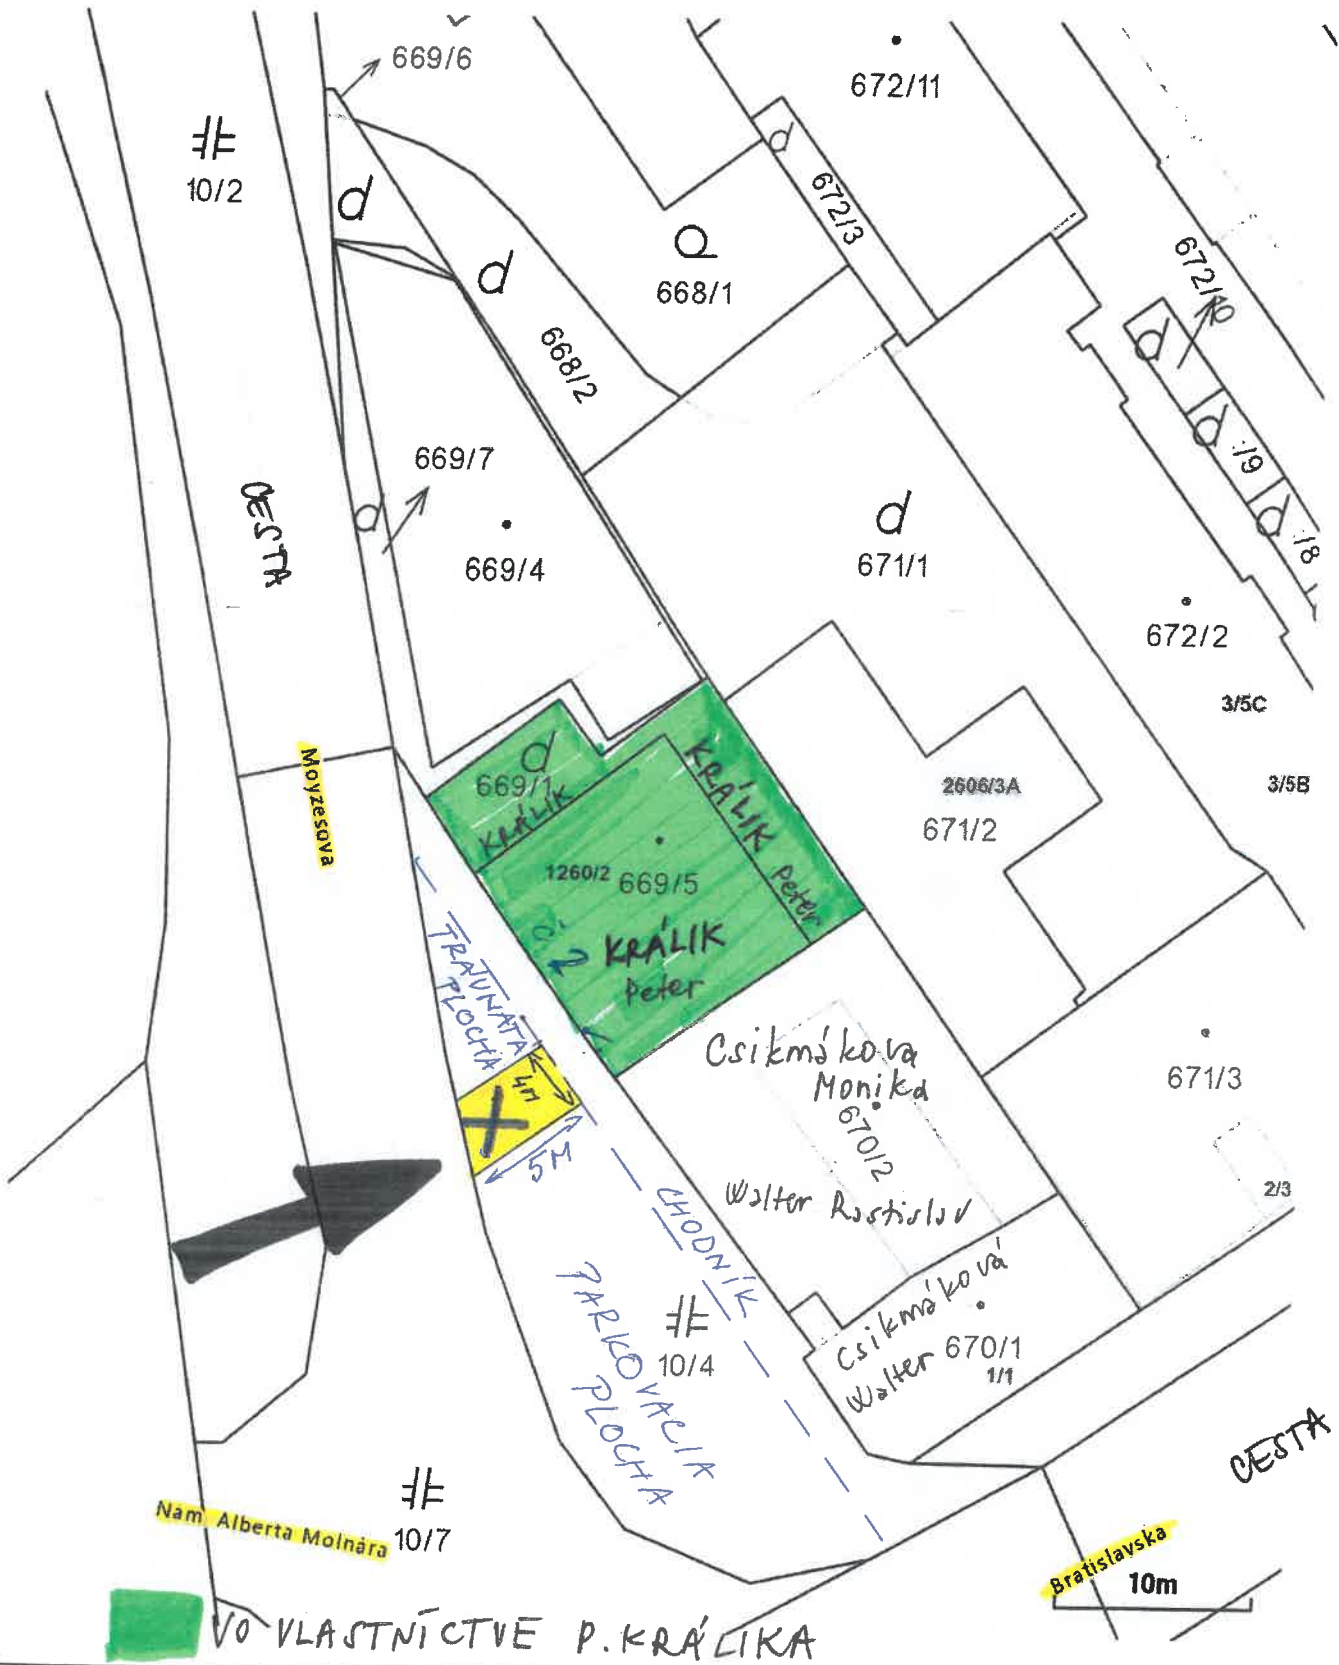 669/6
672/11
10/2
672/3
668/1
672/10
668/2
669/7
:/9
:/8
CESTA
669/4
671/1
672/2
3/5C
Moyzesova
669/1
KRÁLIK
KRÁLIK Peter
2606/3A
671/2
3/5B
1260/2
669/5
č. 2
KRÁLIK
Peter
TRÁVNATÁ
PLOCHA
Csikmáková
Monika
670/2
671/3
4M
X
5M
Walter Rastislav
2/3
CHODNÍK
Csikmáková
Walter
670/1
1/1
10/4
PARKOVACIA
PLOCHA
CESTA
10/7
Nam. Alberta Molnára
Bratislavska
10m
VO VLASTNÍCTVE P. KRÁLIKA